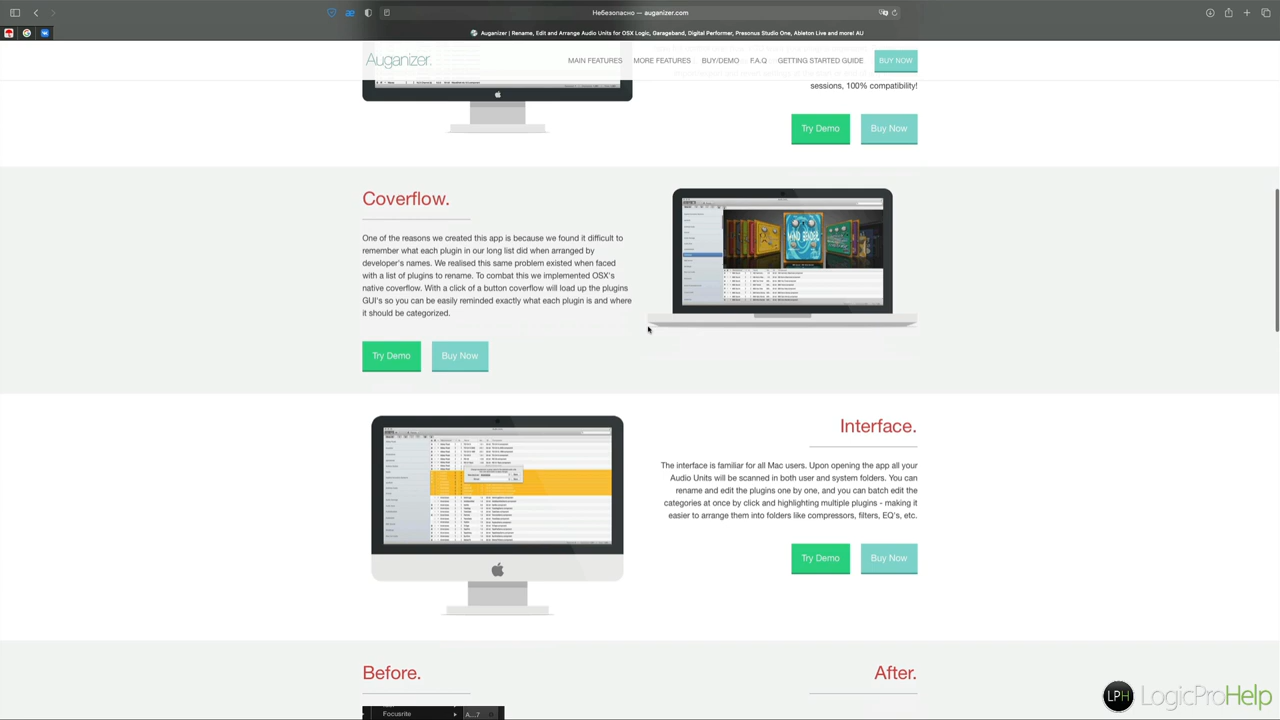 Небезопасно — auganizer.com
Auganizer | Rename, Edit and Arrange Audio Units for OSX Logic, Garageband, Digital Performer, Presonus Studio One, Ableton Live and more! AU
Auganizer.
MAIN FEATURES
MORE FEATURES
BUY/DEMO
F.A.Q
GETTING STARTED GUIDE
BUY NOW
sessions, 100% compatibility!
Try Demo
Buy Now
Coverflow.
One of the reasons we created this app is because we found it difficult to
remember what each plugin in our long list did when arranged by
developer's names. We realised this same problem existed when faced
with a list of plugins to rename. To combat this we implemented OSX's
native coverflow. With a click of a button coverflow will load up the plugins
GUI's so you can be easily reminded exactly what each plugin is and where
it should be categorized.
Try Demo
Buy Now
MIND BENDER
Interface.
The interface is familiar for all Mac users. Upon opening the app all your
Audio Units will be scanned in both user and system folders. You can
rename and edit the plugins one by one, and you can batch edit the
categories at once by click and highlighting multiple plugins - making it
easier to arrange them into folders like compressors, filters, EQ's, etc.
Try Demo
Buy Now
Before.
After.
Focusrite
A...7
LPH LogicProHelp